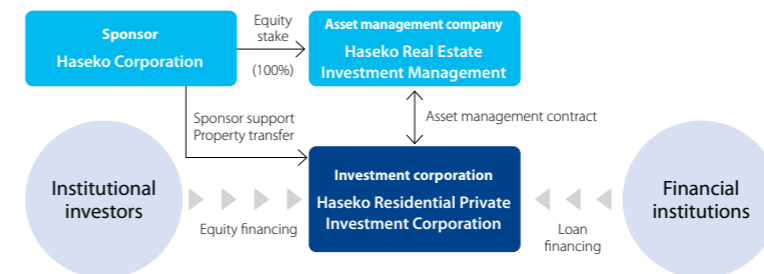 Sponsor
Haseko Corporation
Equity
stake
(100%)
Asset management company
Haseko Real Estate
Investment Management
Sponsor support
Property transfer
Asset management contract
Institutional
investors
Equity financing
Investment corporation
Haseko Residential Private
Investment Corporation
Loan
financing
Financial
institutions